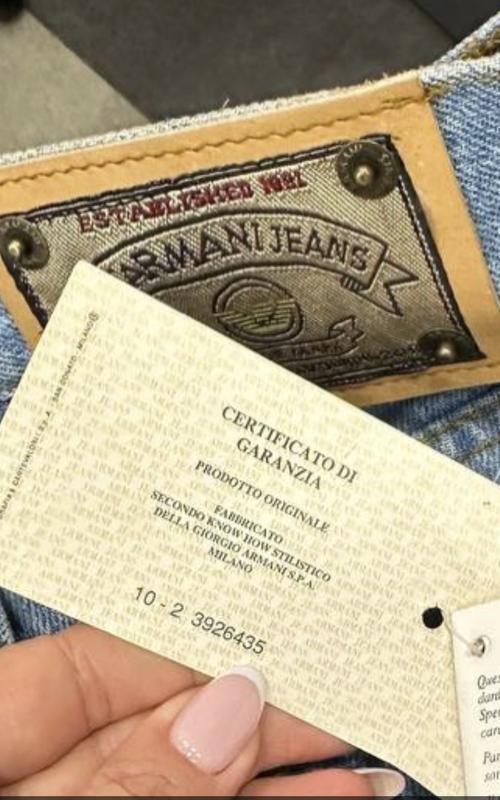 ESTABLISHED 1981
ARMANI JEANS
CERTIFICATO DI
GARANZIA
PRODOTTO ORIGINALE
FABBRICATO
SECONDO KNOW HOW STILISTICO
DELLA GIORGIO ARMANI S.P.A.
MILANO
10 - 2 3926435